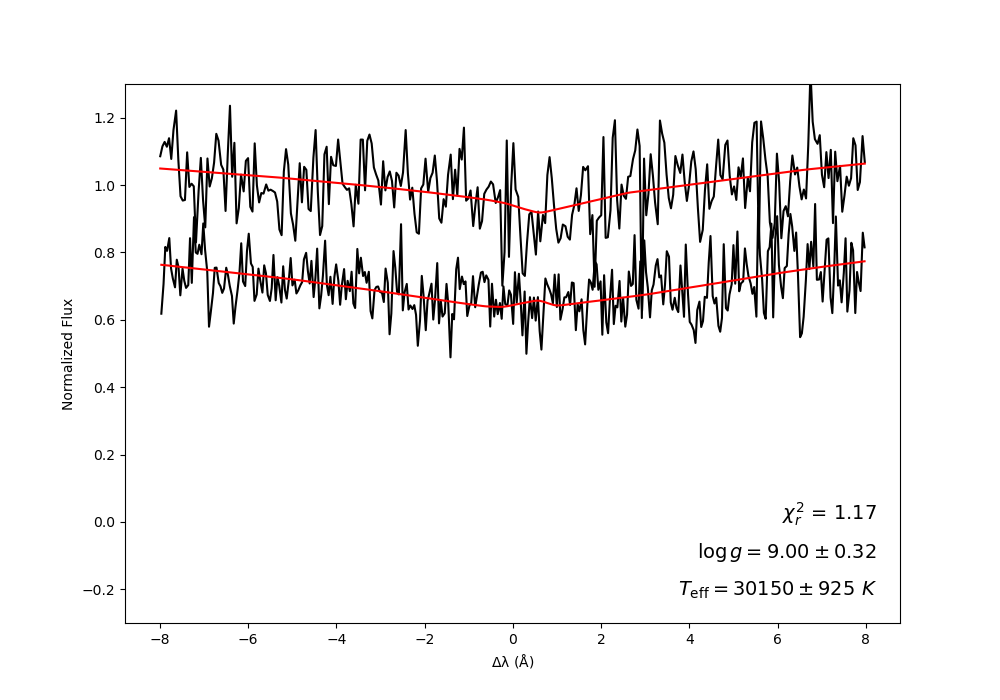 1.2
1.0
0.8
0.6
0.4
0.2
0.0
−0.2
Normalized Flux
χ_r^2 = 1.17
log g = 9.00 ± 0.32
T_eff = 30150 ± 925 K
−8 −6 −4 −2 0 2 4 6 8
Δλ (Å)